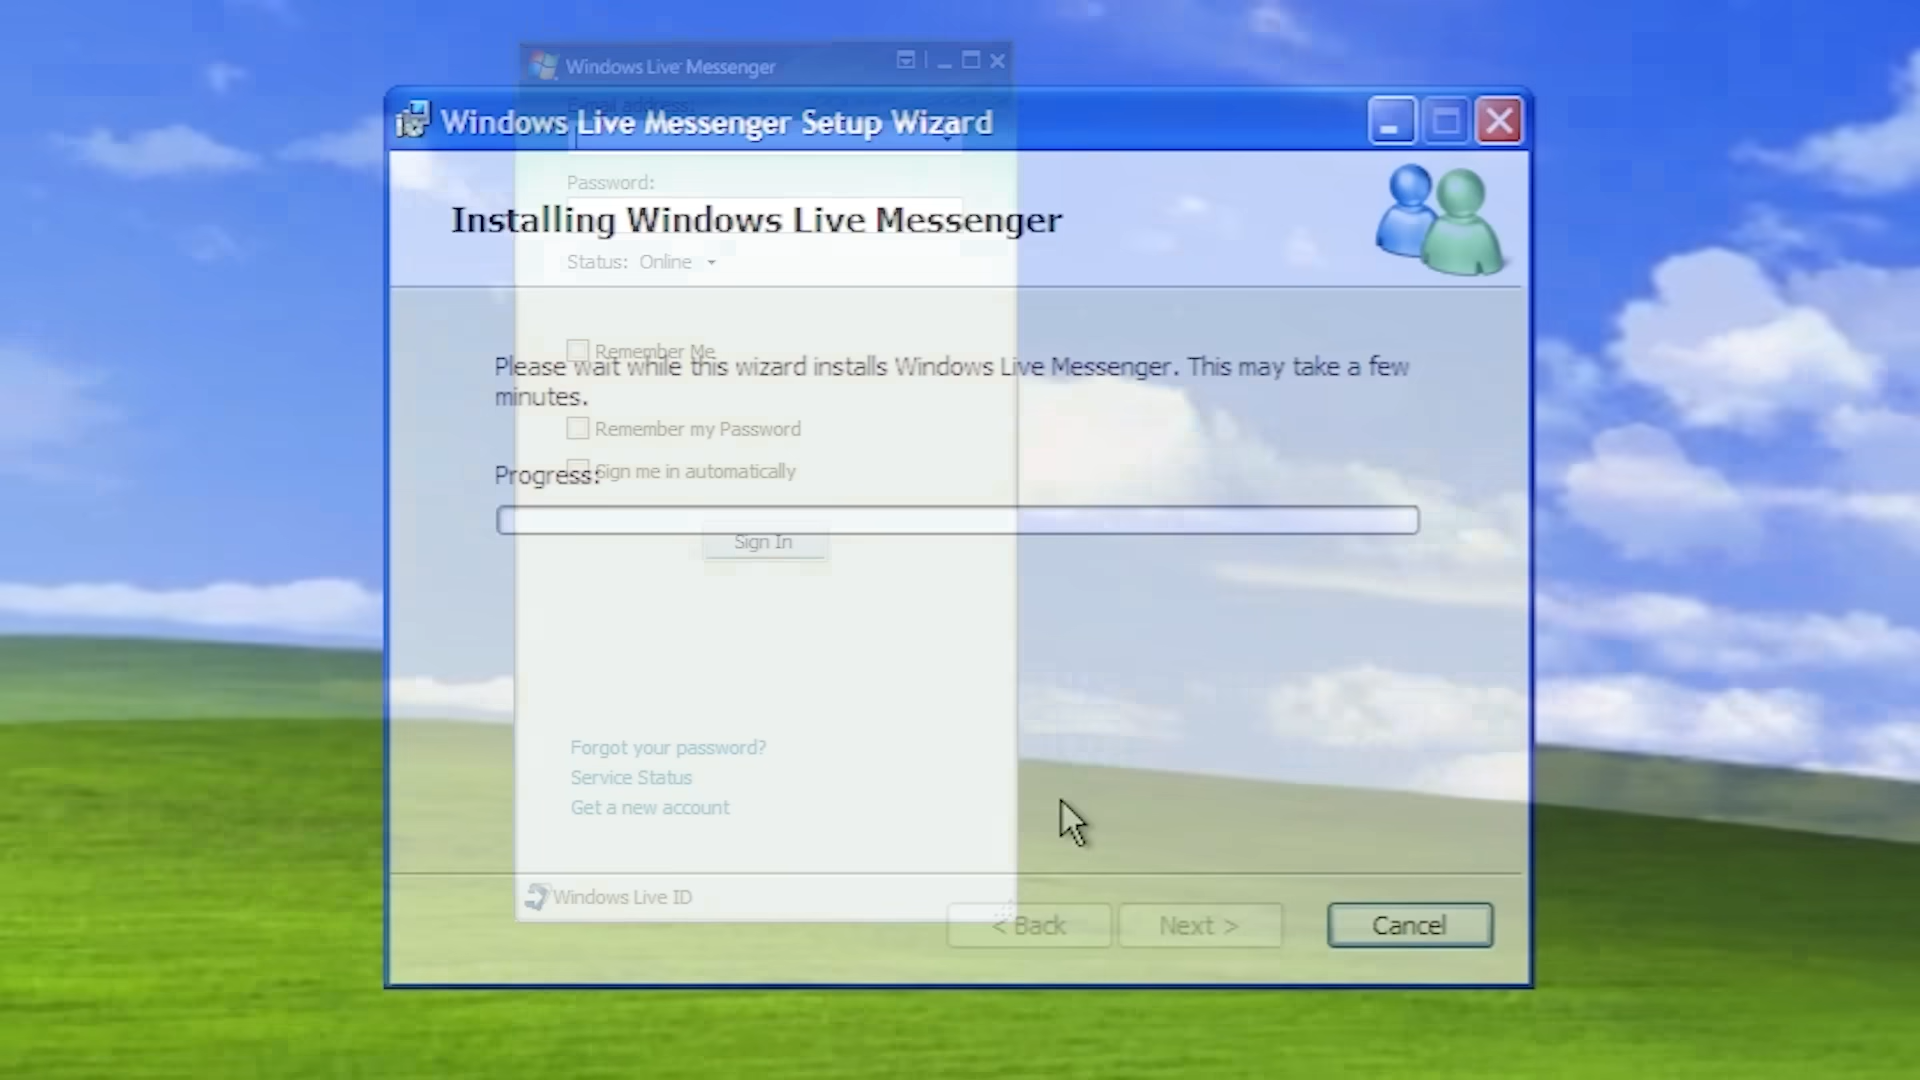 Windows Live Messenger
E-mail address:
Windows Live Messenger Setup Wizard
Password:
Installing Windows Live Messenger
Status: Online
Remember Me
Please wait while this wizard installs Windows Live Messenger. This may take a few
minutes.
Remember my Password
Sign me in automatically
Progress:
Sign In
Forgot your password?
Service Status
Get a new account
Windows Live ID
< Back
Next >
Cancel